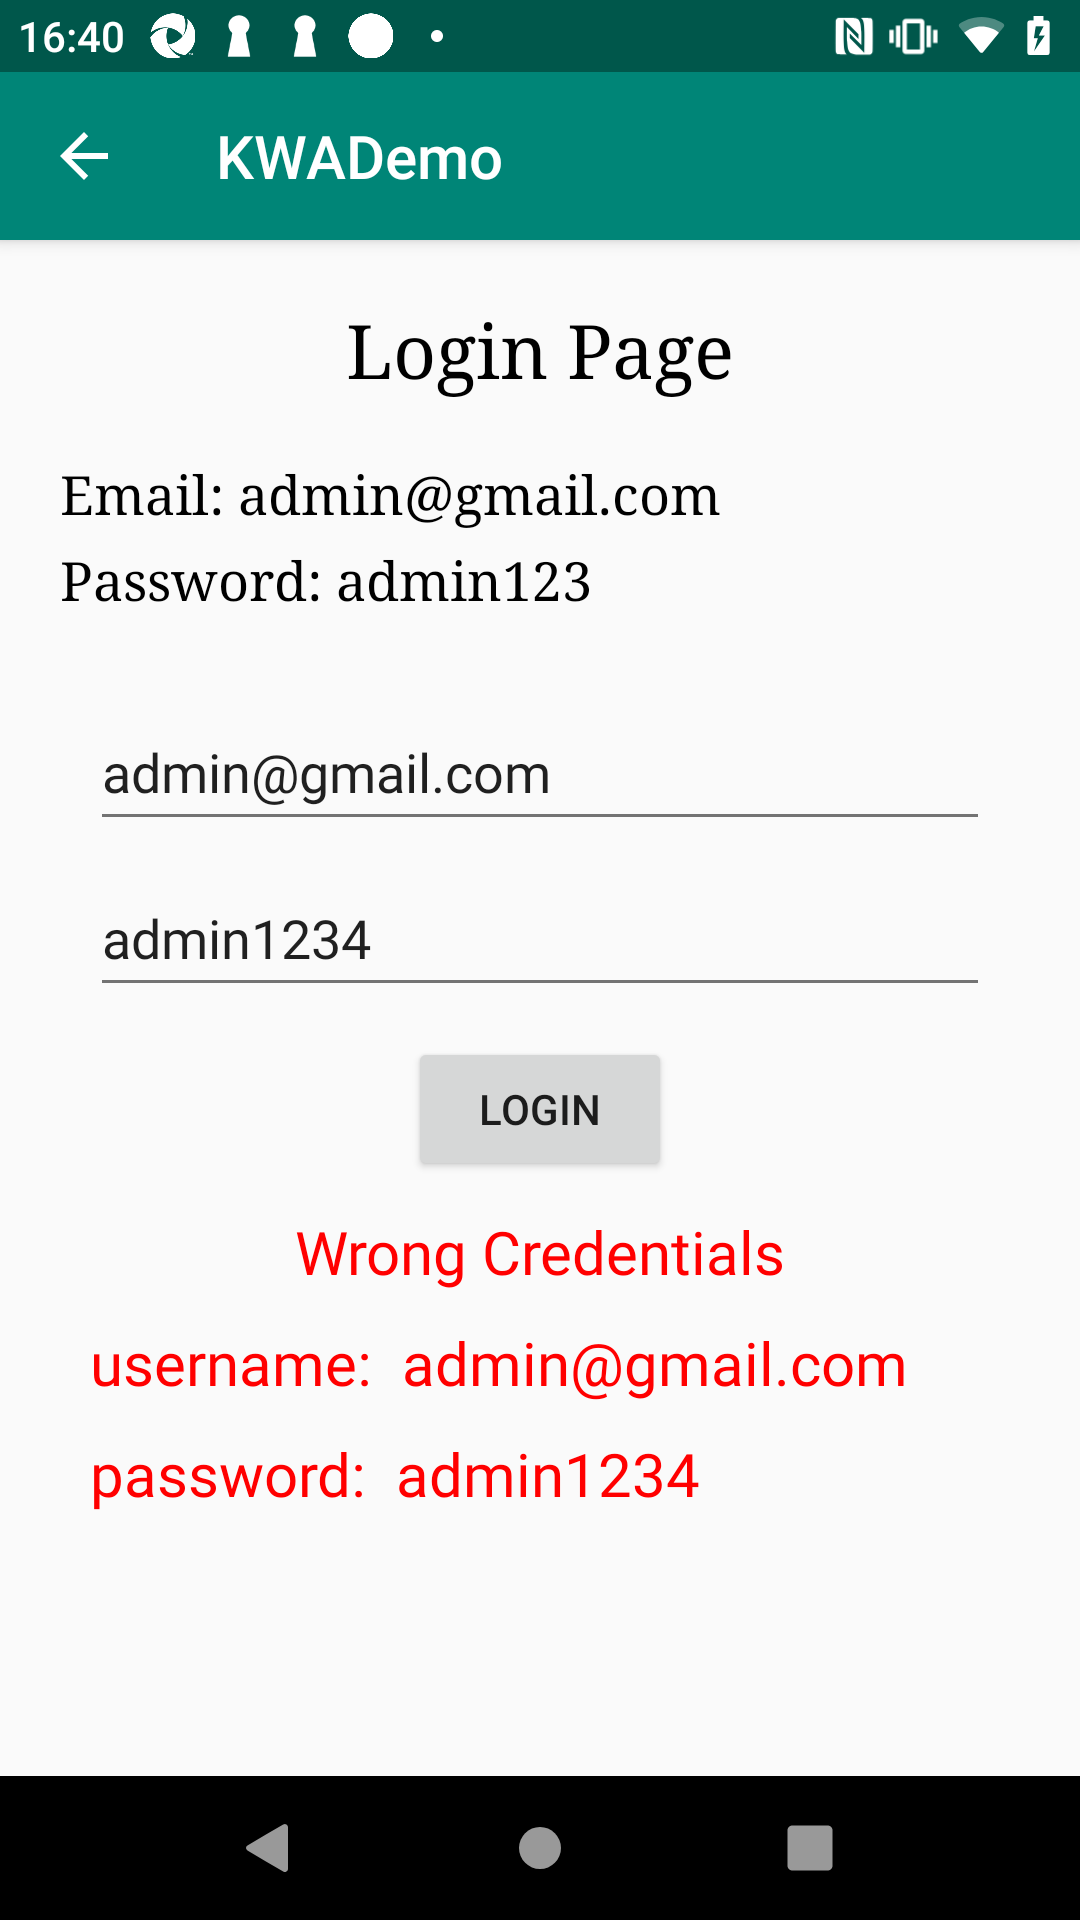 16:40
KWADemo
Login Page
Email: admin@gmail.com
Password: admin123
admin@gmail.com
admin1234
LOGIN
Wrong Credentials
username:  admin@gmail.com
password:  admin1234